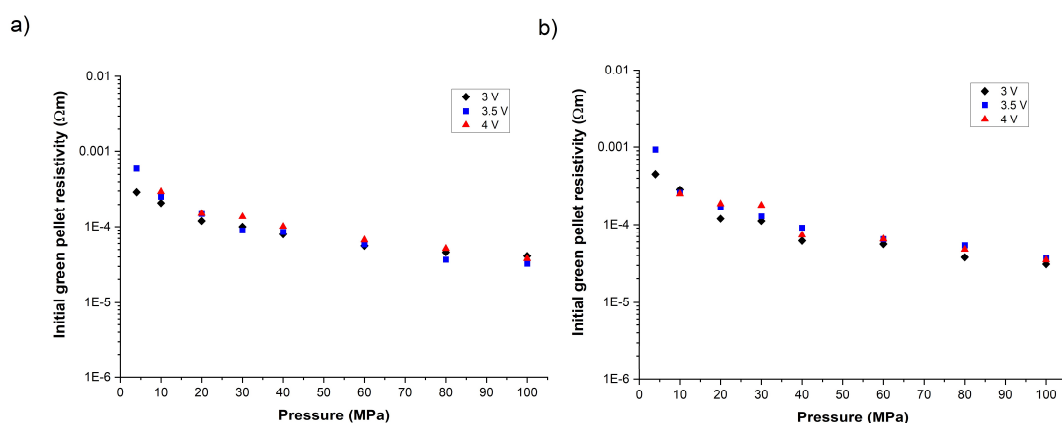 a)
Initial green pellet resistivity (Ωm)
0.01
0.001
1E-4
1E-5
1E-6
3 V
3.5 V
4 V
0 10 20 30 40 50 60 70 80 90 100
Pressure (MPa)
b)
Initial green pellet resistivity (Ωm)
0.01
0.001
1E-4
1E-5
1E-6
3 V
3.5 V
4 V
0 10 20 30 40 50 60 70 80 90 100
Pressure (MPa)